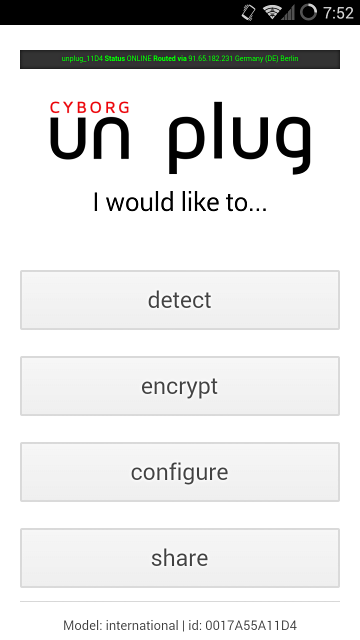 7:52
unplug_11D4 Status ONLINE Routed via 91.65.182.231 Germany (DE) Berlin
CYBORG
un plug
I would like to...
detect
encrypt
configure
share
Model: international | id: 0017A55A11D4